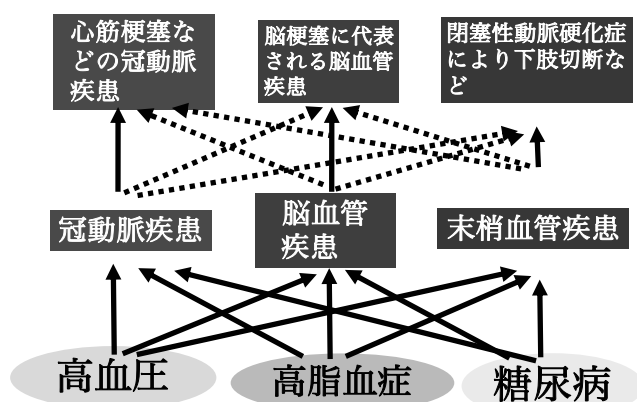 心筋梗塞な
どの冠動脈
疾患
脳梗塞に代表
される脳血管
疾患
閉塞性動脈硬化症
により下肢切断な
ど
冠動脈疾患
脳血管
疾患
末梢血管疾患
高血圧
高脂血症
糖尿病